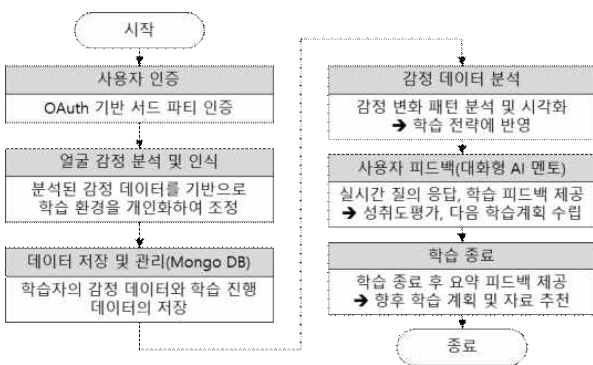 시작
사용자 인증
OAuth 기반 서드 파티 인증
얼굴 감정 분석 및 인식
분석된 감정 데이터를 기반으로
학습 환경을 개인화하여 조정
데이터 저장 및 관리(Mongo DB)
학습자의 감정 데이터와 학습 진행
데이터의 저장
감정 데이터 분석
감정 변화 패턴 분석 및 시각화
➔ 학습 전략에 반영
사용자 피드백(대화형 AI 멘토)
실시간 질의 응답, 학습 피드백 제공
➔ 성취도평가, 다음 학습계획 수립
학습 종료
학습 종료 후 요약 피드백 제공
➔ 향후 학습 계획 및 자료 추천
종료